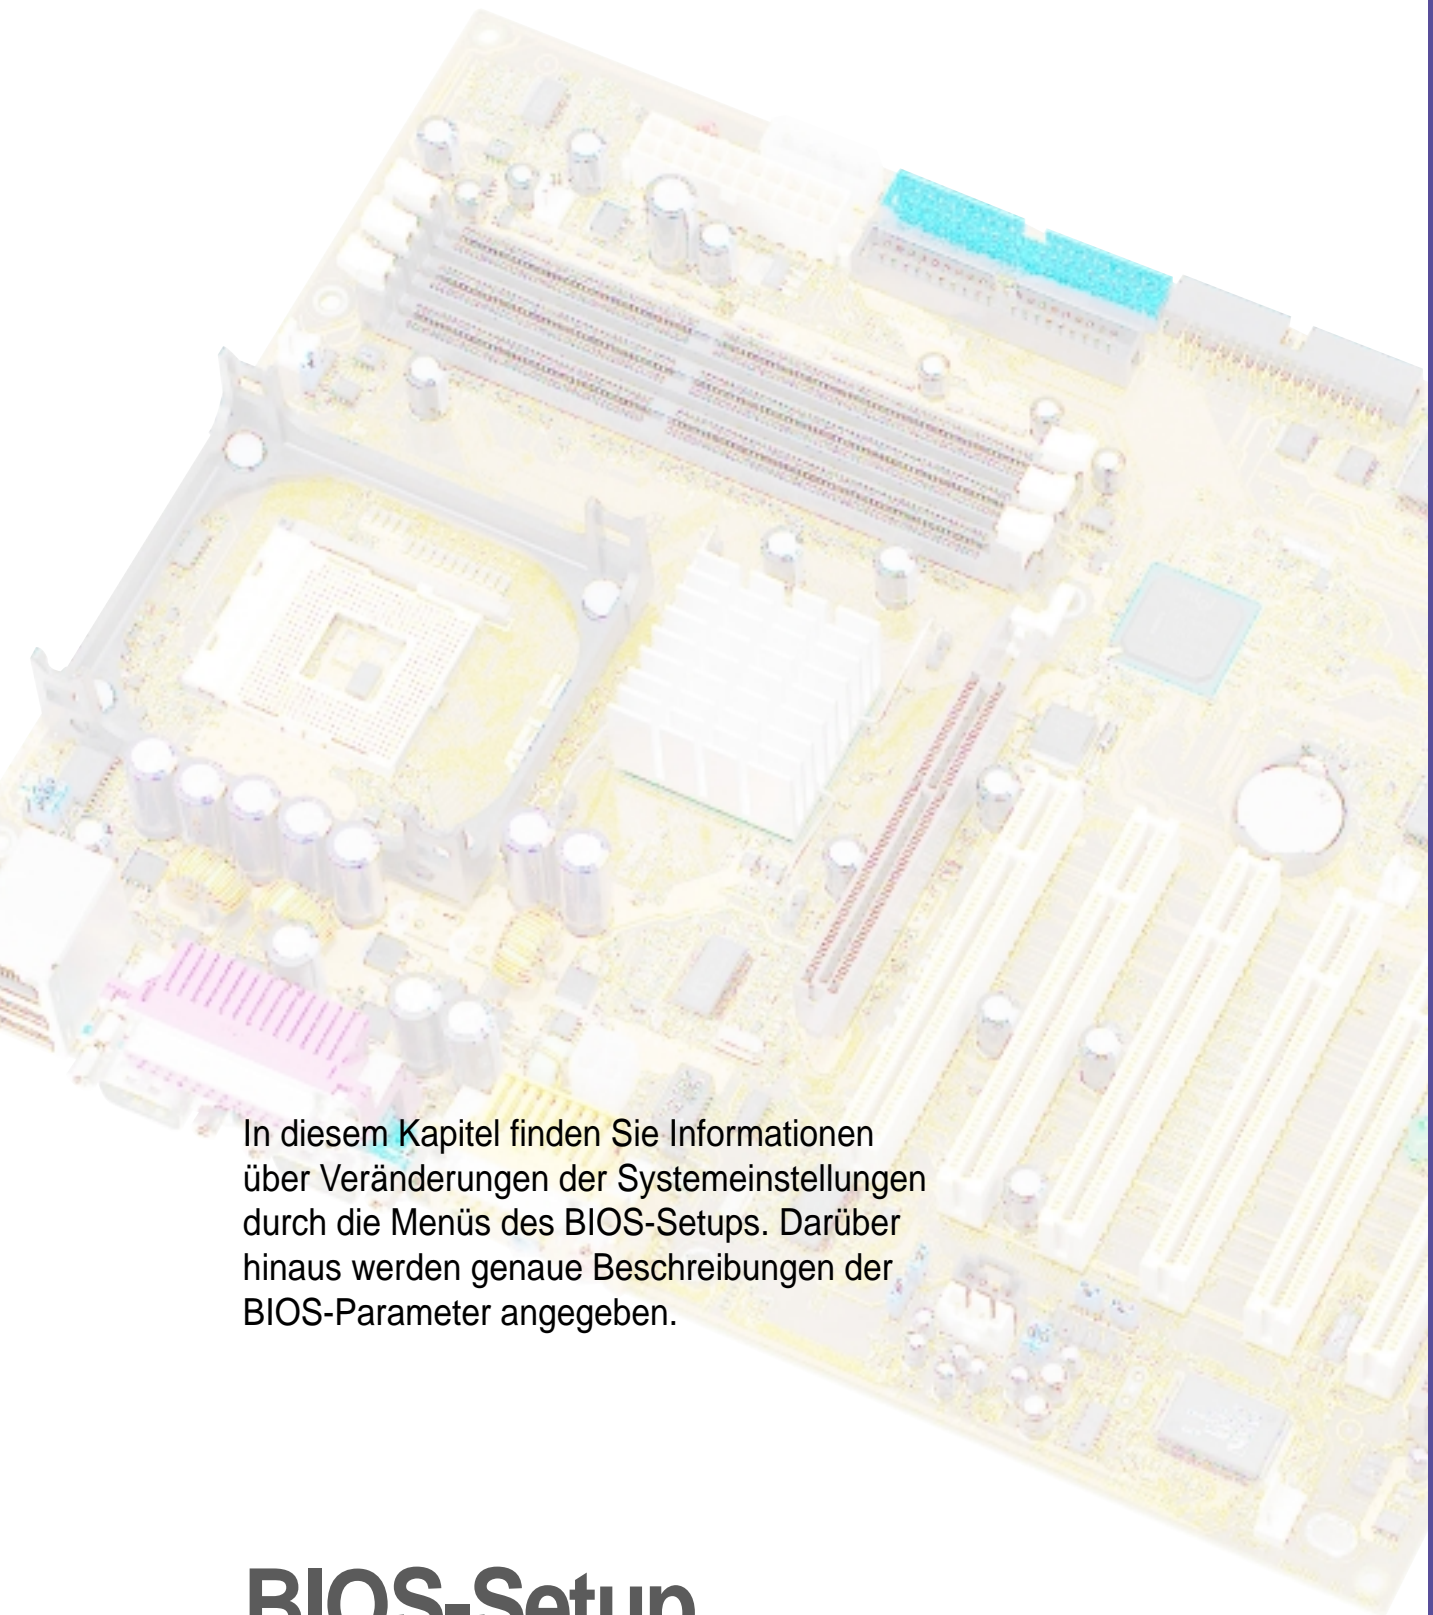 In diesem Kapitel finden Sie Informationen
über Veränderungen der Systemeinstellungen
durch die Menüs des BIOS-Setups. Darüber
hinaus werden genaue Beschreibungen der
BIOS-Parameter angegeben.
BIOS-Setup